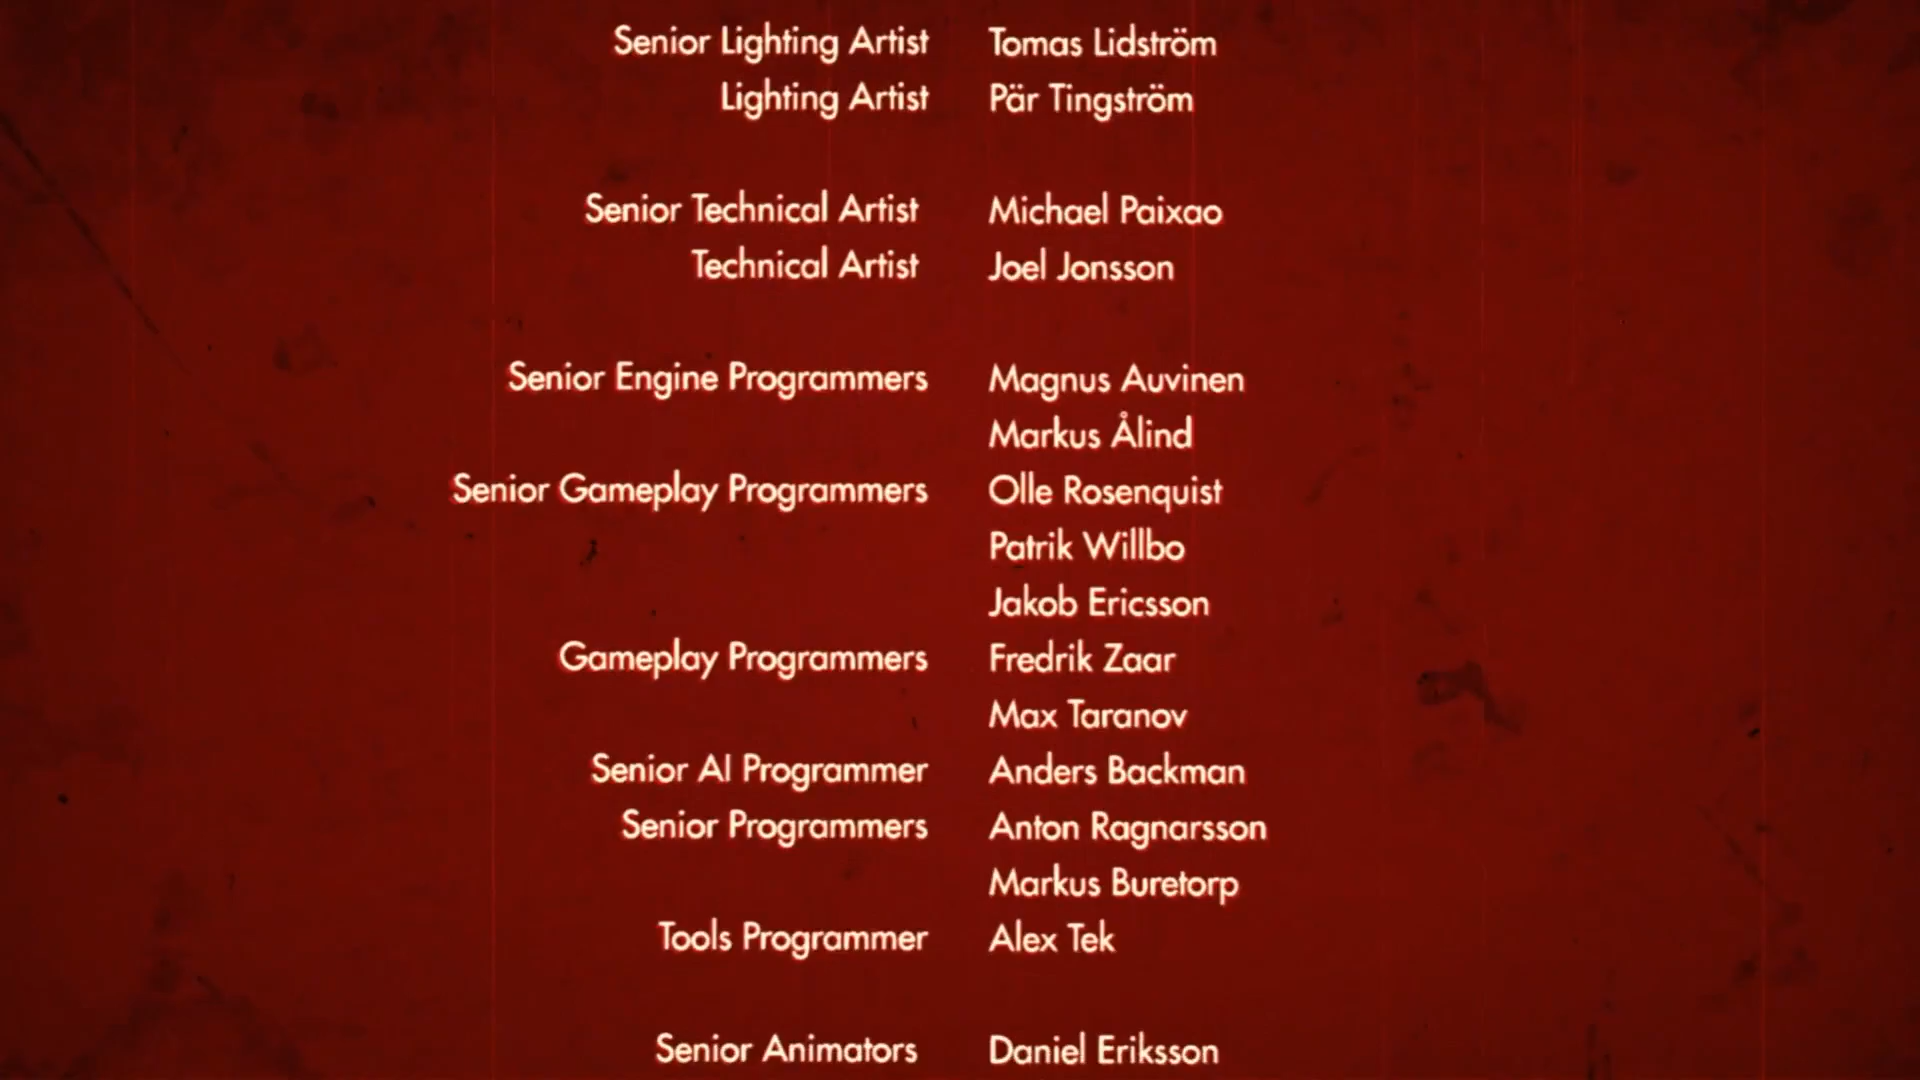 Senior Lighting Artist Tomas Lidström
Lighting Artist Pär Tingström
Senior Technical Artist Michael Paixao
Technical Artist Joel Jonsson
Senior Engine Programmers Magnus Auvinen
Markus Ålind
Senior Gameplay Programmers Olle Rosenquist
Patrik Willbo
Jakob Ericsson
Gameplay Programmers Fredrik Zaar
Max Taranov
Senior AI Programmer Anders Backman
Senior Programmers Anton Ragnarsson
Markus Buretorp
Tools Programmer Alex Tek
Senior Animators Daniel Eriksson